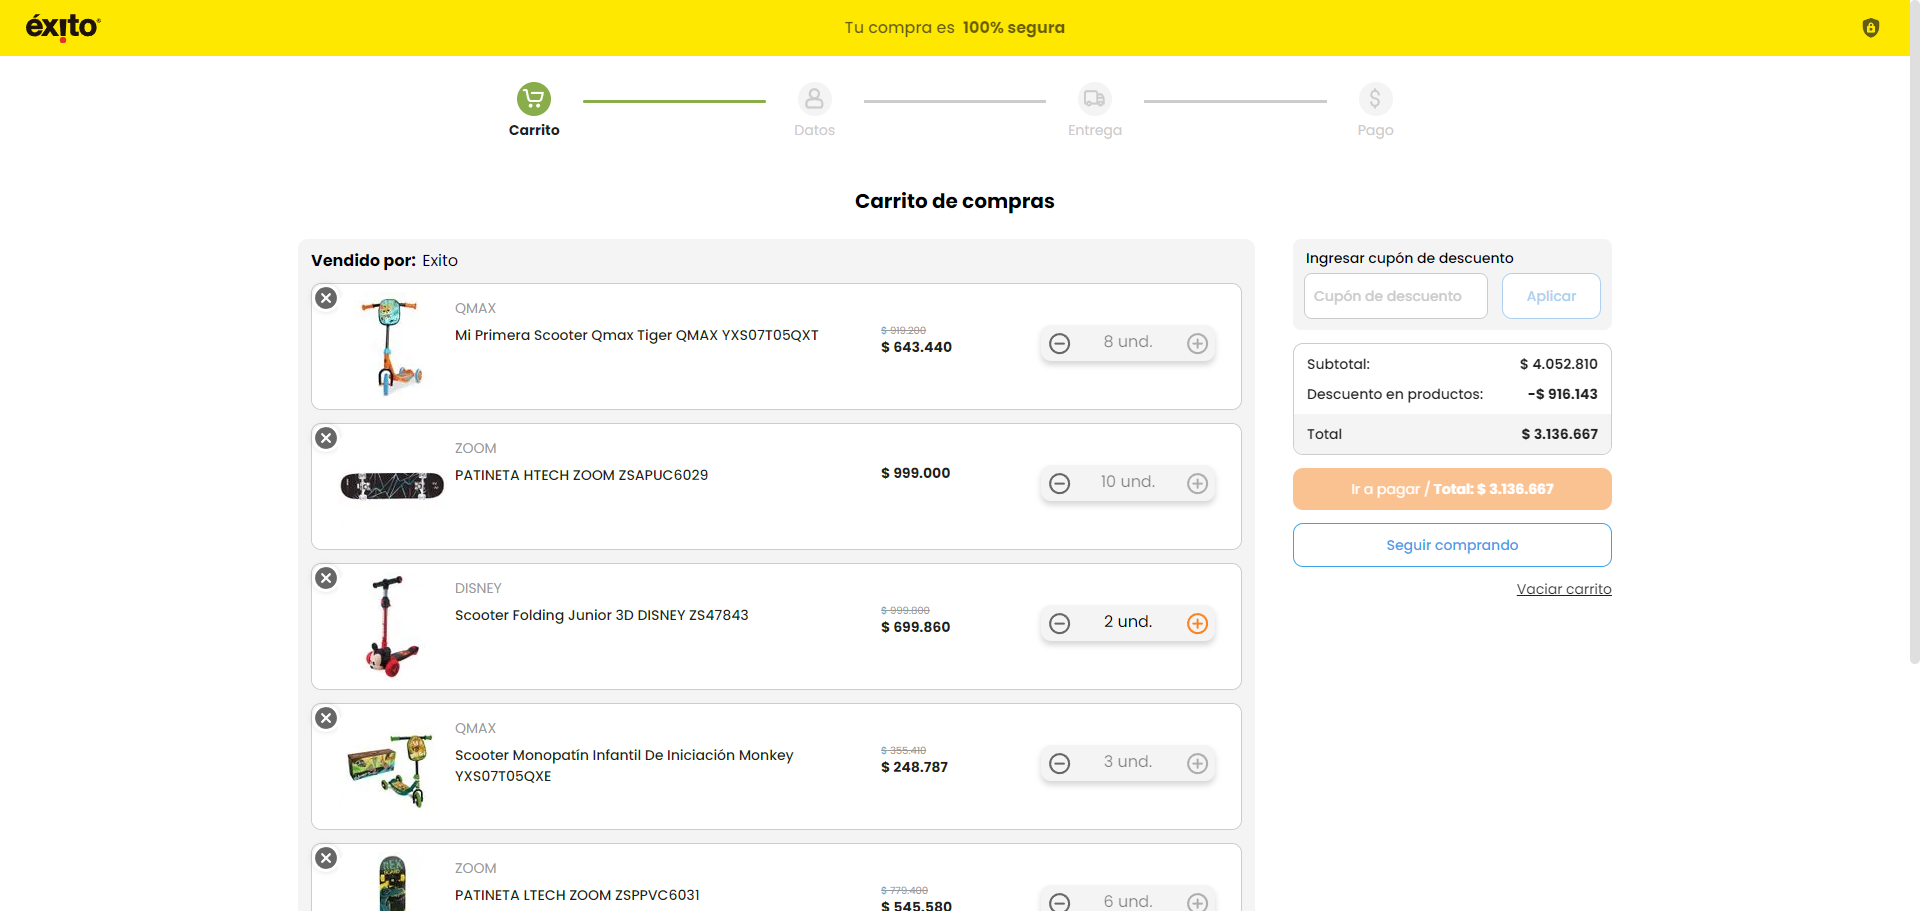 éxito
Tu compra es 100% segura
Carrito
Datos
Entrega
Pago
Carrito de compras
Vendido por: Exito
QMAX
Mi Primera Scooter Qmax Tiger QMAX YXS07T05QXT
$ 919.200
$ 643.440
8 und.
ZOOM
PATINETA HTECH ZOOM ZSAPUC6029
$ 999.000
10 und.
DISNEY
Scooter Folding Junior 3D DISNEY ZS47843
$ 999.800
$ 699.860
2 und.
QMAX
Scooter Monopatín Infantil De Iniciación Monkey
YXS07T05QXE
$ 355.410
$ 248.787
3 und.
ZOOM
PATINETA LTECH ZOOM ZSPPVC6031
$ 779.400
$ 545.580
6 und.
Ingresar cupón de descuento
Cupón de descuento
Aplicar
Subtotal: $ 4.052.810
Descuento en productos: -$ 916.143
Total $ 3.136.667
Ir a pagar / Total: $ 3.136.667
Seguir comprando
Vaciar carrito